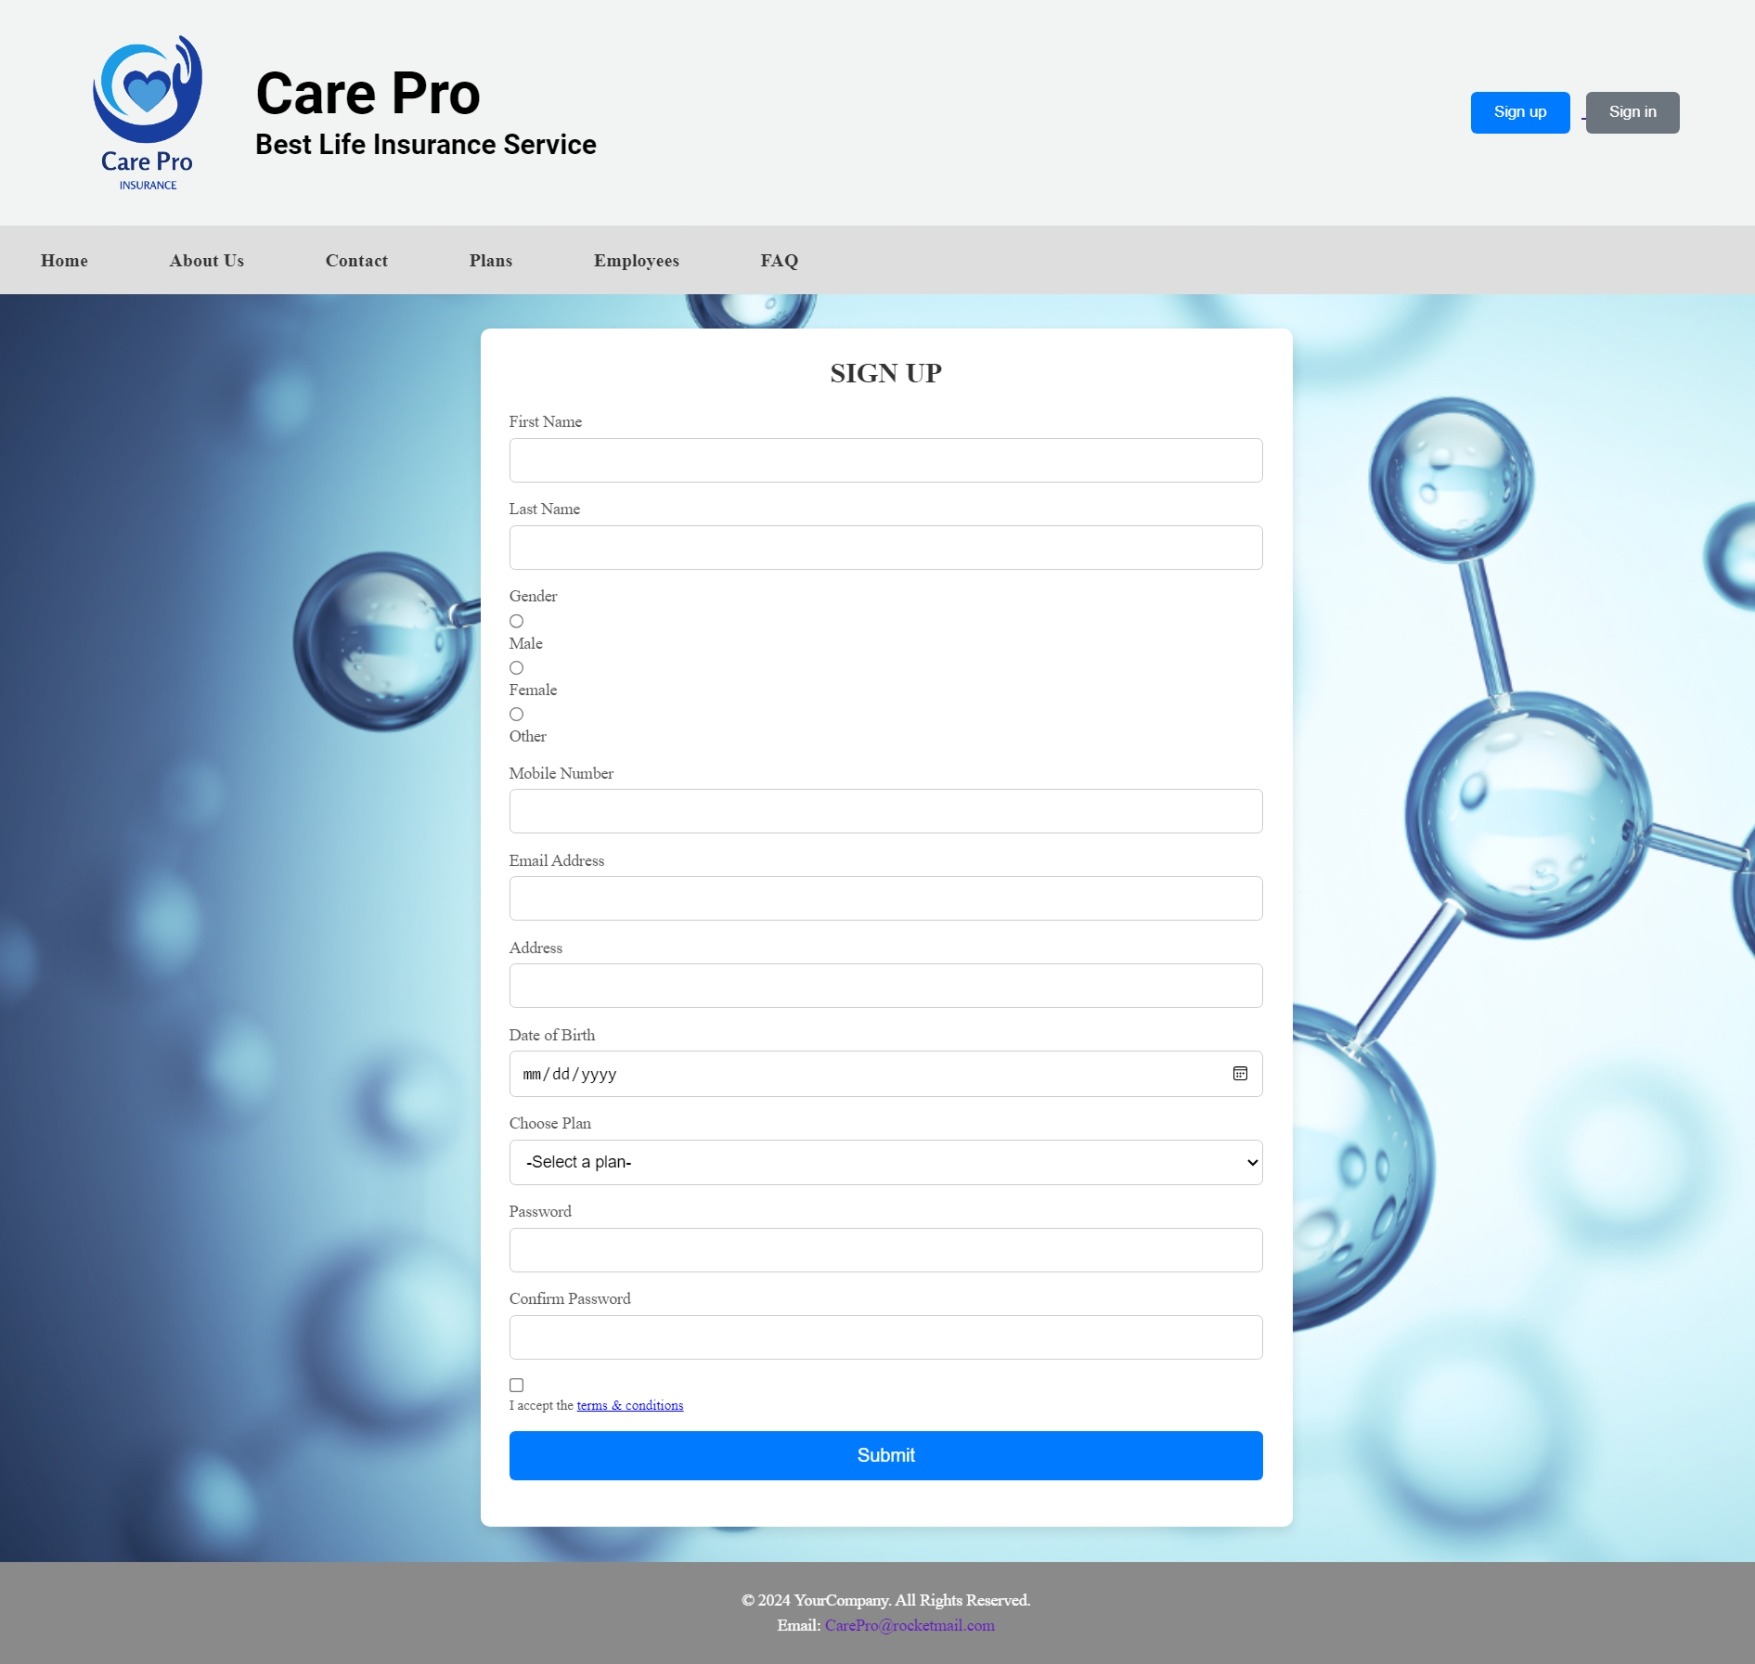 Care Pro
INSURANCE
Care Pro
Best Life Insurance Service
Sign up
Sign in
Home
About Us
Contact
Plans
Employees
FAQ
SIGN UP
First Name
Last Name
Gender
Male
Female
Other
Mobile Number
Email Address
Address
Date of Birth
mm/dd/yyyy
Choose Plan
-Select a plan-
Password
Confirm Password
I accept the terms & conditions
Submit
© 2024 YourCompany. All Rights Reserved.
Email: CarePro@rocketmail.com